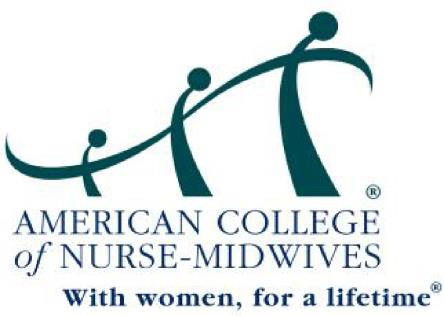 ®
AMERICAN COLLEGE
of NURSE-MIDWIVES
With women, for a lifetime®